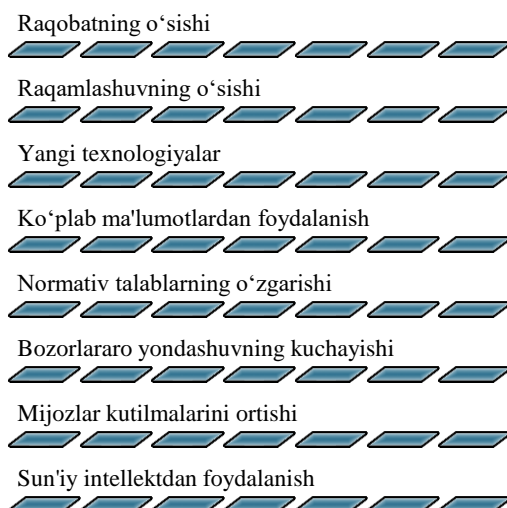 Raqobatning o‘sishi
Raqamlashuvning o‘sishi
Yangi texnologiyalar
Ko‘plab ma'lumotlardan foydalanish
Normativ talablarning o‘zgarishi
Bozorlararo yondashuvning kuchayishi
Mijozlar kutilmalarini ortishi
Sun'iy intellektdan foydalanish